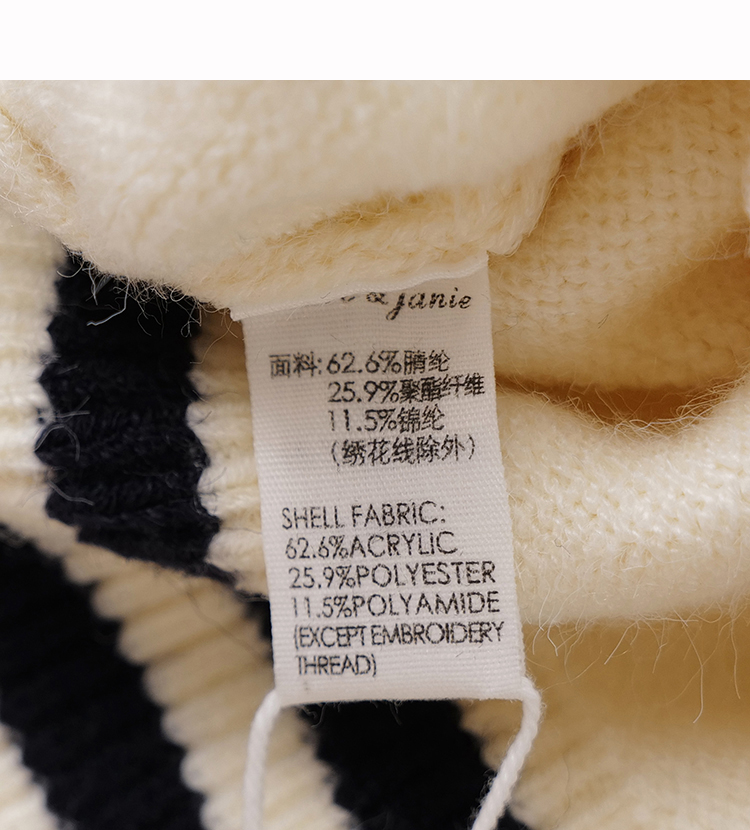 & Janie
面料:62.6%腈纶
25.9%聚酯纤维
11.5%锦纶
(绣花线除外)
SHELL FABRIC:
62.6%ACRYLIC
25.9%POLYESTER
11.5%POLYAMIDE
(EXCEPT EMBROIDERY
THREAD)